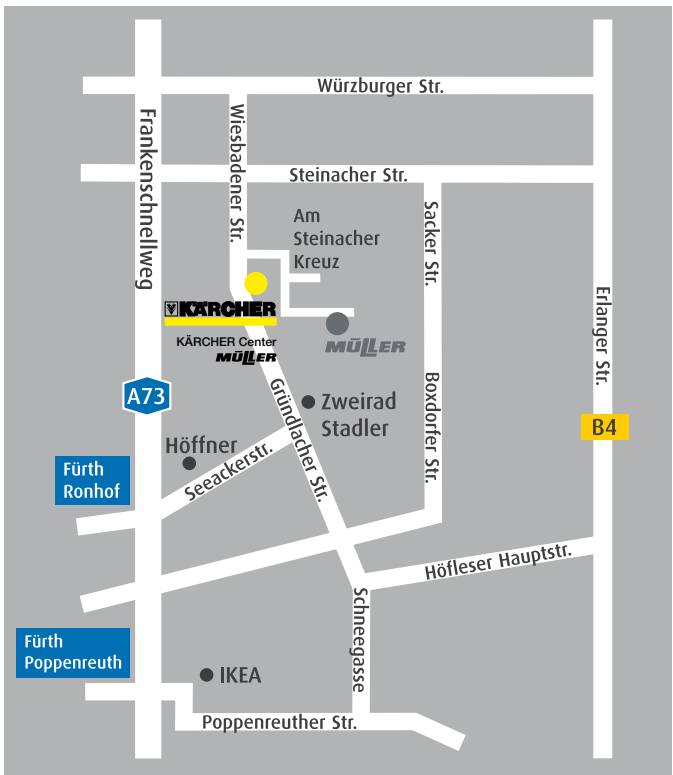 Würzburger Str.
Frankenschnellweg
Wiesbadener Str.
Steinacher Str.
Am
Steinacher
Kreuz
Sacker Str.
KÄRCHER
KÄRCHER Center
MÜLLER
MÜLLER
Erlanger Str.
A73
Gründlacher Str.
Zweirad
Stadler
Boxdorfer Str.
B4
Höffner
Seeackerstr.
Fürth
Ronhof
Höfleser Hauptstr.
Schneegasse
Fürth
Poppenreuth
IKEA
Poppenreuther Str.